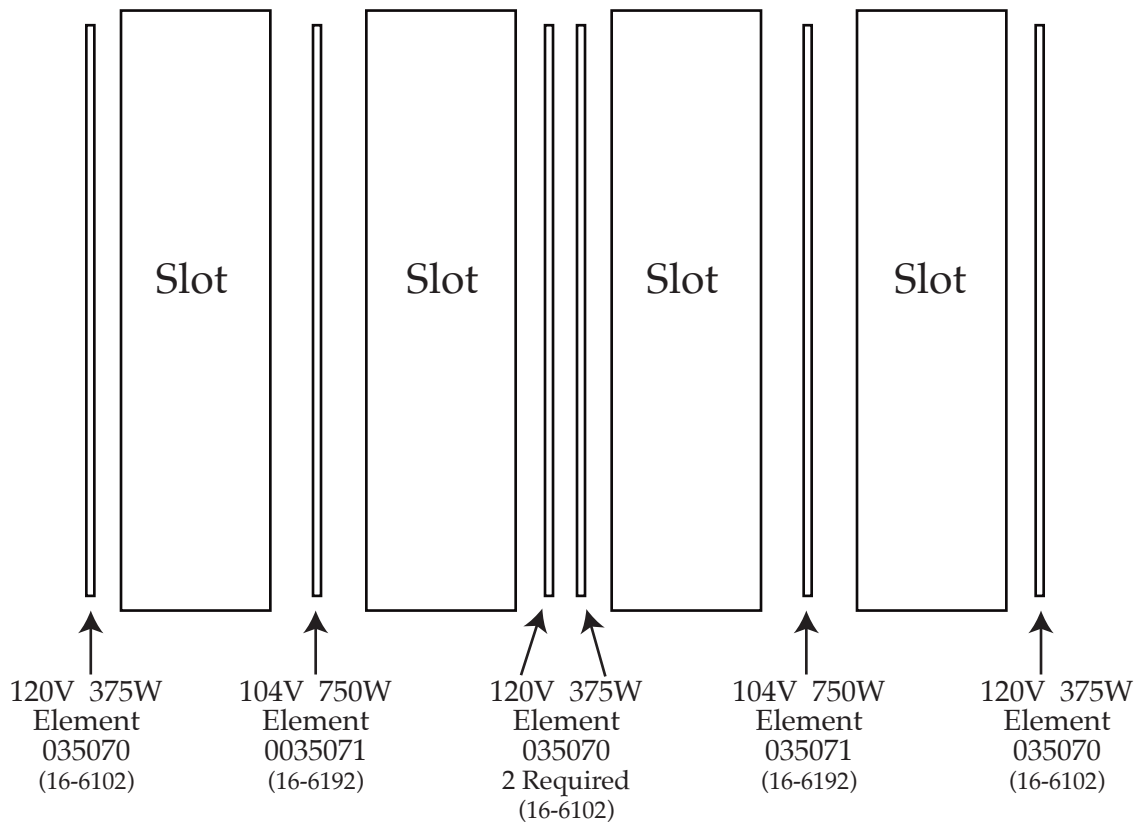 Slot
Slot
Slot
Slot
120V 375W
Element
035070
(16-6102)
104V 750W
Element
0035071
(16-6192)
120V 375W
Element
035070
2 Required
(16-6102)
104V 750W
Element
035071
(16-6192)
120V 375W
Element
035070
(16-6102)